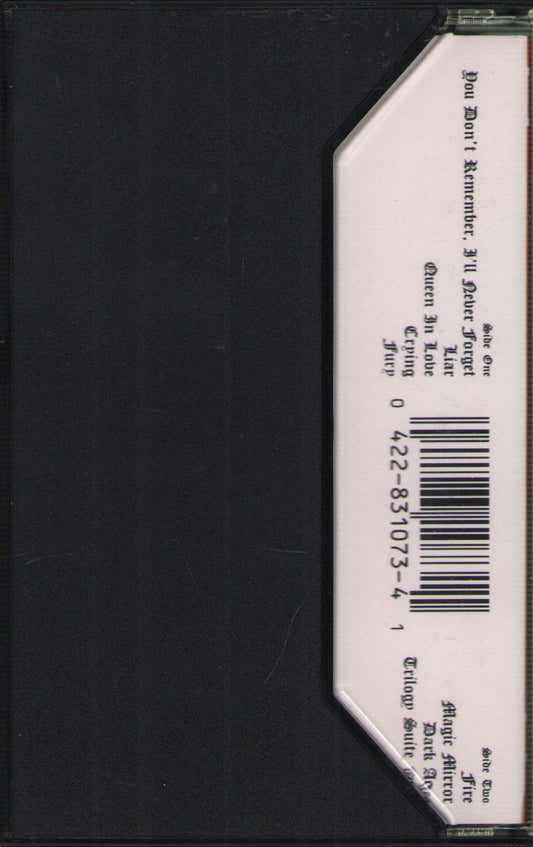 Side One
You Don't Remember, I'll Never Forget
Liar
Queen In Love
Crying
Fury
0 422-831073-4 1
Side Two
Fire
Magic Mirror
Dark
Trilogy Suite